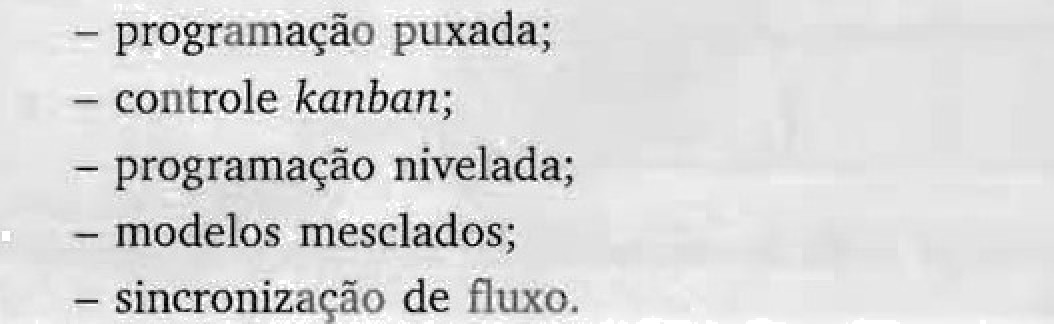 – programação puxada;
– controle kanban;
– programação nivelada;
– modelos mesclados;
– sincronização de fluxo.